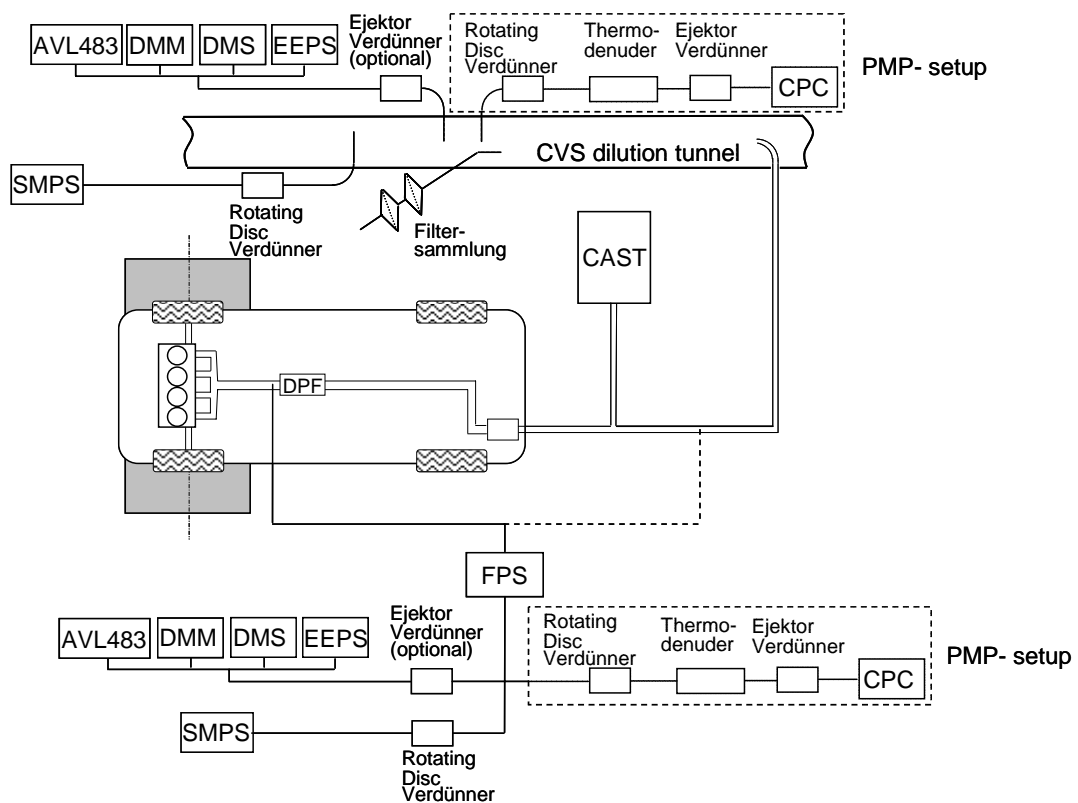 AVL483
DMM
DMS
EEPS
Ejektor
Verdünner
(optional)
Rotating
Disc
Verdünner
Thermo-
denuder
Ejektor
Verdünner
CPC
PMP- setup
CVS dilution tunnel
SMPS
Rotating
Disc
Verdünner
Filter-
sammlung
CAST
DPF
FPS
AVL483
DMM
DMS
EEPS
Ejektor
Verdünner
(optional)
Rotating
Disc
Verdünner
Thermo-
denuder
Ejektor
Verdünner
CPC
PMP- setup
SMPS
Rotating
Disc
Verdünner